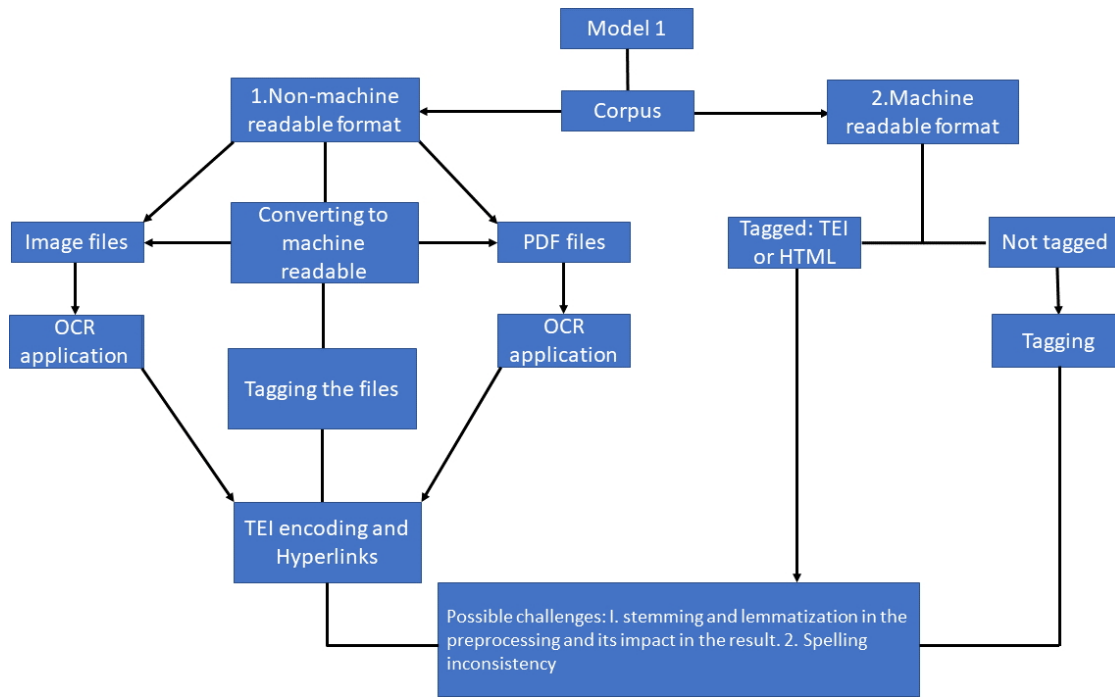 Model 1
1.Non-machine
readable format
Corpus
2.Machine
readable format
Image files
Converting to
machine
readable
PDF files
Tagged: TEI
or HTML
Not tagged
OCR
application
Tagging the files
OCR
application
Tagging
TEI encoding and
Hyperlinks
Possible challenges: I. stemming and lemmatization in the
preprocessing and its impact in the result. 2. Spelling
inconsistency